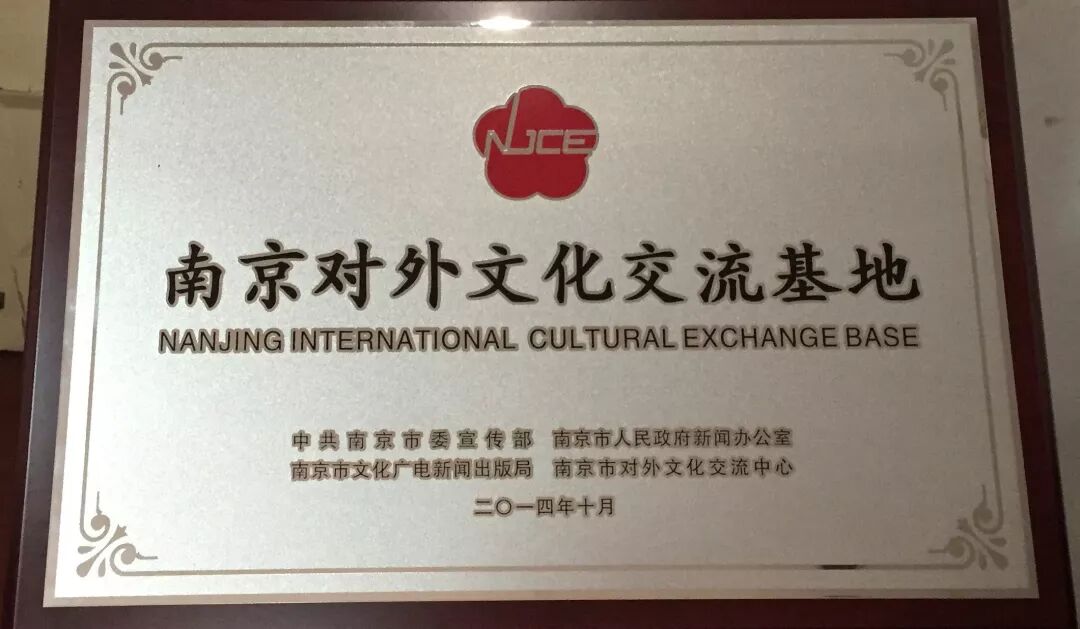 NJCE
南京对外文化交流基地
NANJING INTERNATIONAL CULTURAL EXCHANGE BASE
中共南京市委宣传部 南京市人民政府新闻办公室
南京市文化广电新闻出版局 南京市对外文化交流中心
二〇一四年十月